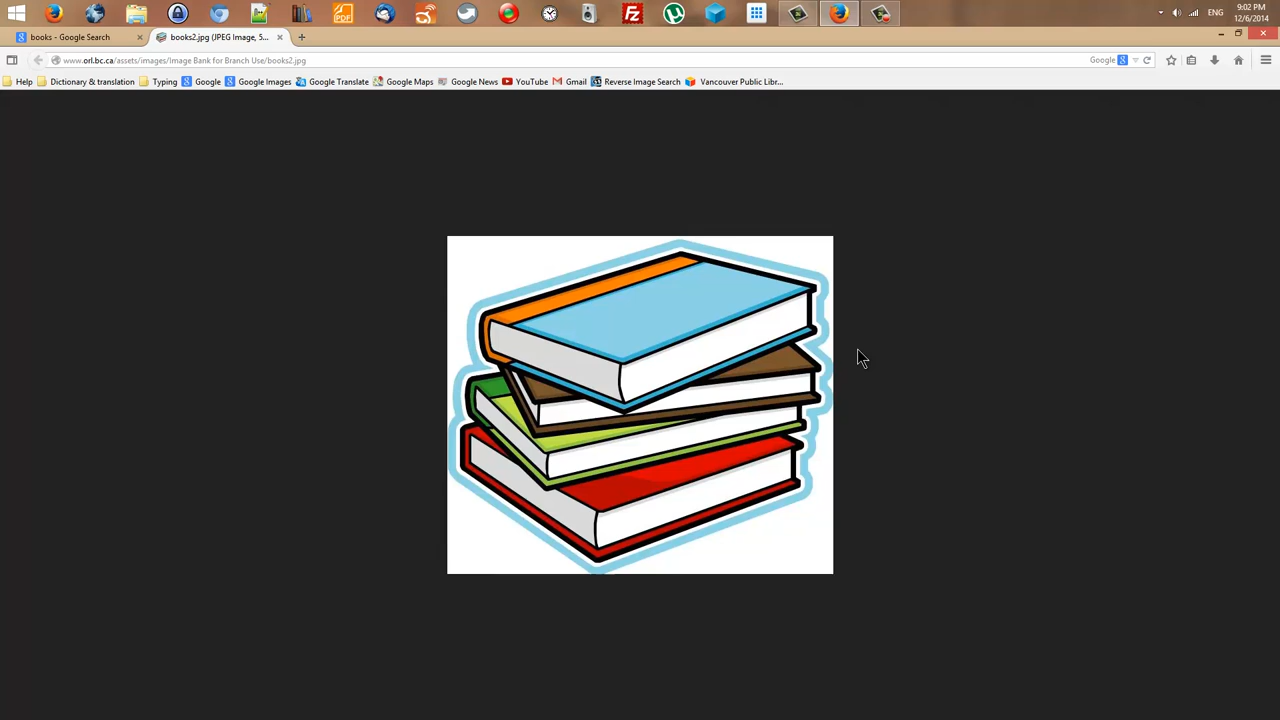 ENG
9:02 PM
12/6/2014
books - Google Search
books2.jpg (JPEG Image, 5...
www.orl.bc.ca/assets/images/Image Bank for Branch Use/books2.jpg
Google
Help Dictionary & translation Typing Google Google Images Google Translate Google Maps Google News YouTube Gmail Reverse Image Search Vancouver Public Libr...
PDF